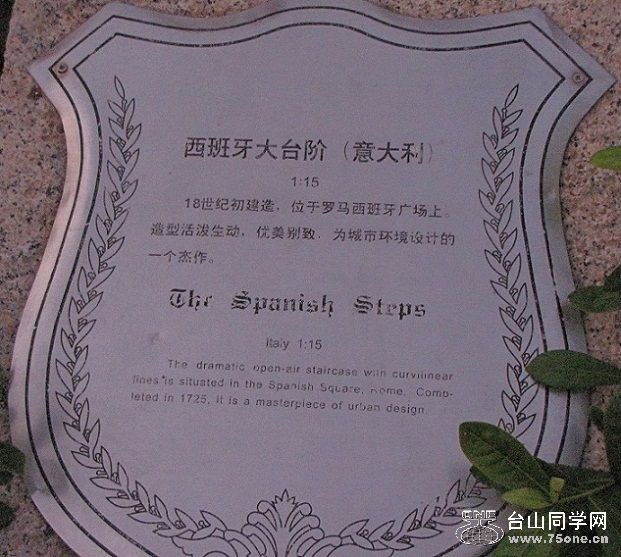 西班牙大台阶（意大利）
1:15
18世纪初建造，位于罗马西班牙广场上。
造型活泼生动，优美别致，为城市环境设计的
一个杰作。
The Spanish Steps
Italy 1:15
The dramatic open-air staircase with curvilinear
lines is situsted in the Spanish Square, Rome. Comp-
leted in 1725, it is a masterpiece of urban design.
台山同学网
www.75one.cn